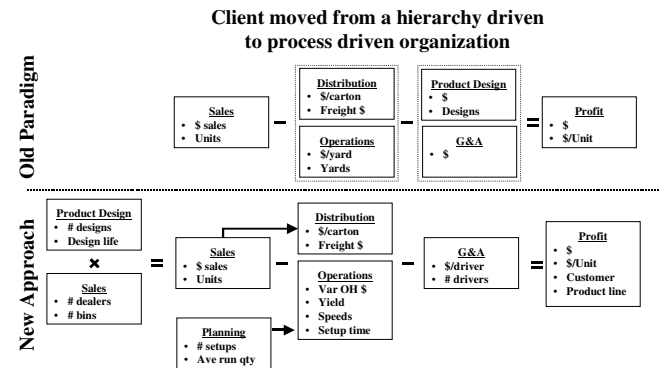 Client moved from a hierarchy driven
to process driven organization
Old Paradigm
Sales
• $ sales
• Units
–
Distribution
• $/carton
• Freight $
Operations
• $/yard
• Yards
–
Product Design
• $
• Designs
G&A
• $
=
Profit
• $
• $/Unit
New Approach
Product Design
• # designs
• Design life
×
Sales
• # dealers
• # bins
=
Sales
• $ sales
• Units
Planning
• # setups
• Ave run qty
–
Distribution
• $/carton
• Freight $
Operations
• Var OH $
• Yield
• Speeds
• Setup time
–
G&A
• $/driver
• # drivers
=
Profit
• $
• $/Unit
• Customer
• Product line